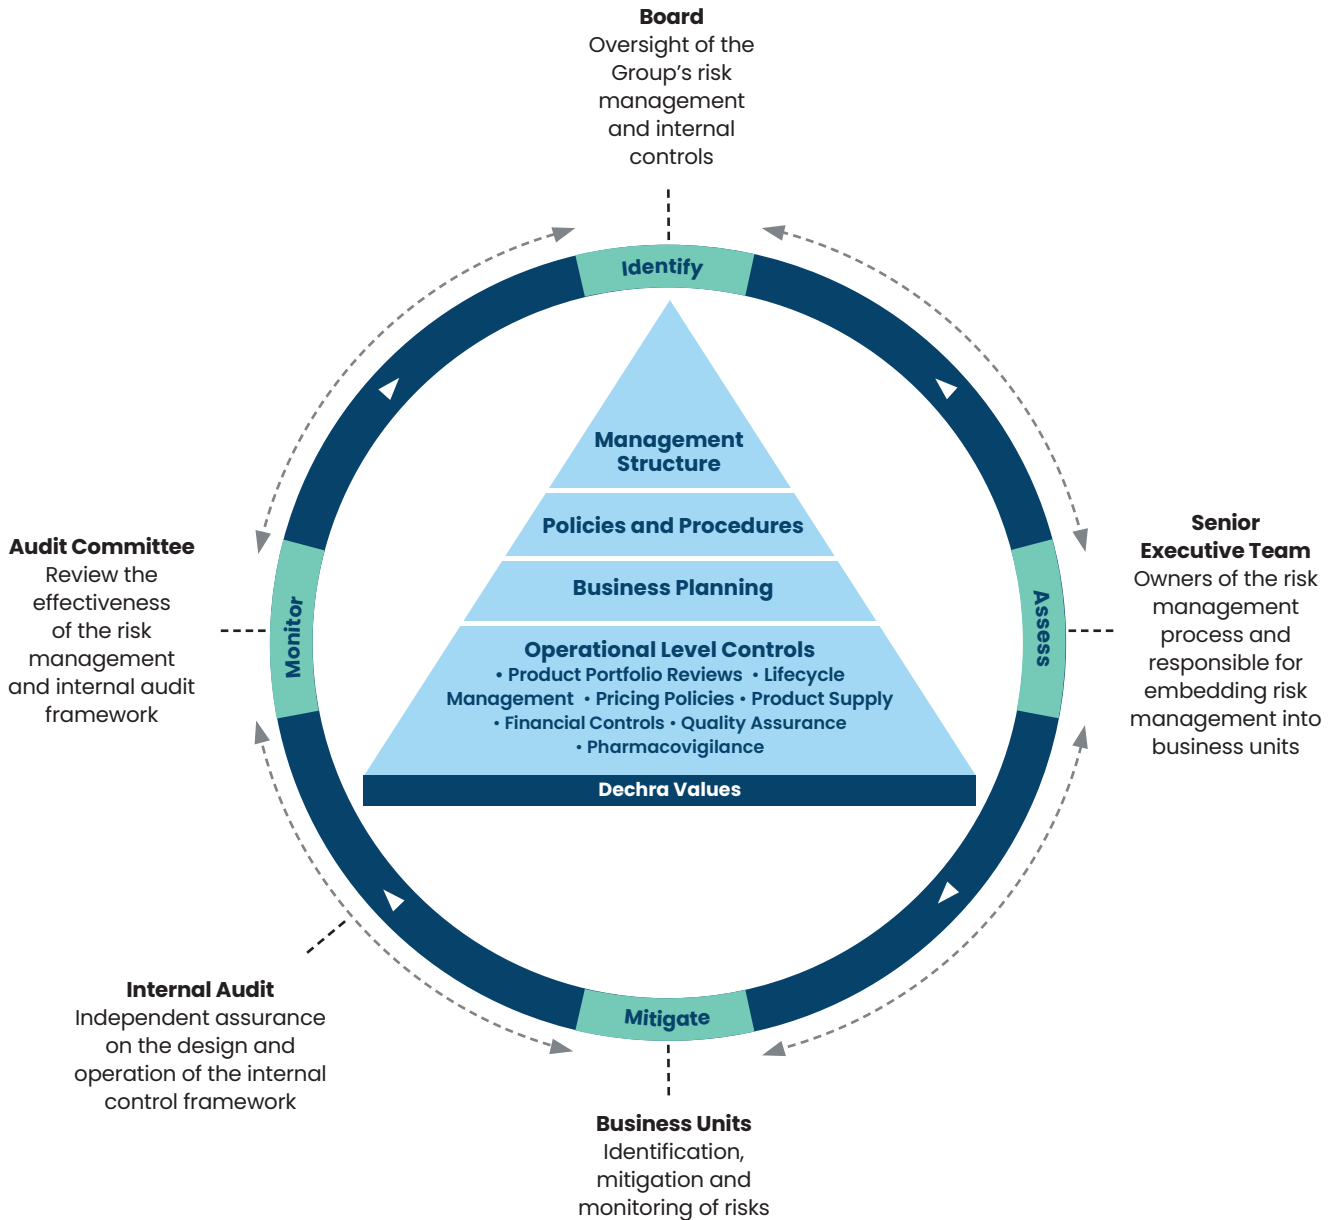 Board
Oversight of the
Group’s risk
management
and internal
controls
Identify
Management
Structure
Policies and Procedures
Business Planning
Operational Level Controls
• Product Portfolio Reviews • Lifecycle
Management • Pricing Policies • Product Supply
• Financial Controls • Quality Assurance
• Pharmacovigilance
Dechra Values
Audit Committee
Review the
effectiveness
of the risk
management
and internal audit
framework
Monitor
Assess
Senior
Executive Team
Owners of the risk
management
process and
responsible for
embedding risk
management into
business units
Internal Audit
Independent assurance
on the design and
operation of the internal
control framework
Mitigate
Business Units
Identification,
mitigation and
monitoring of risks